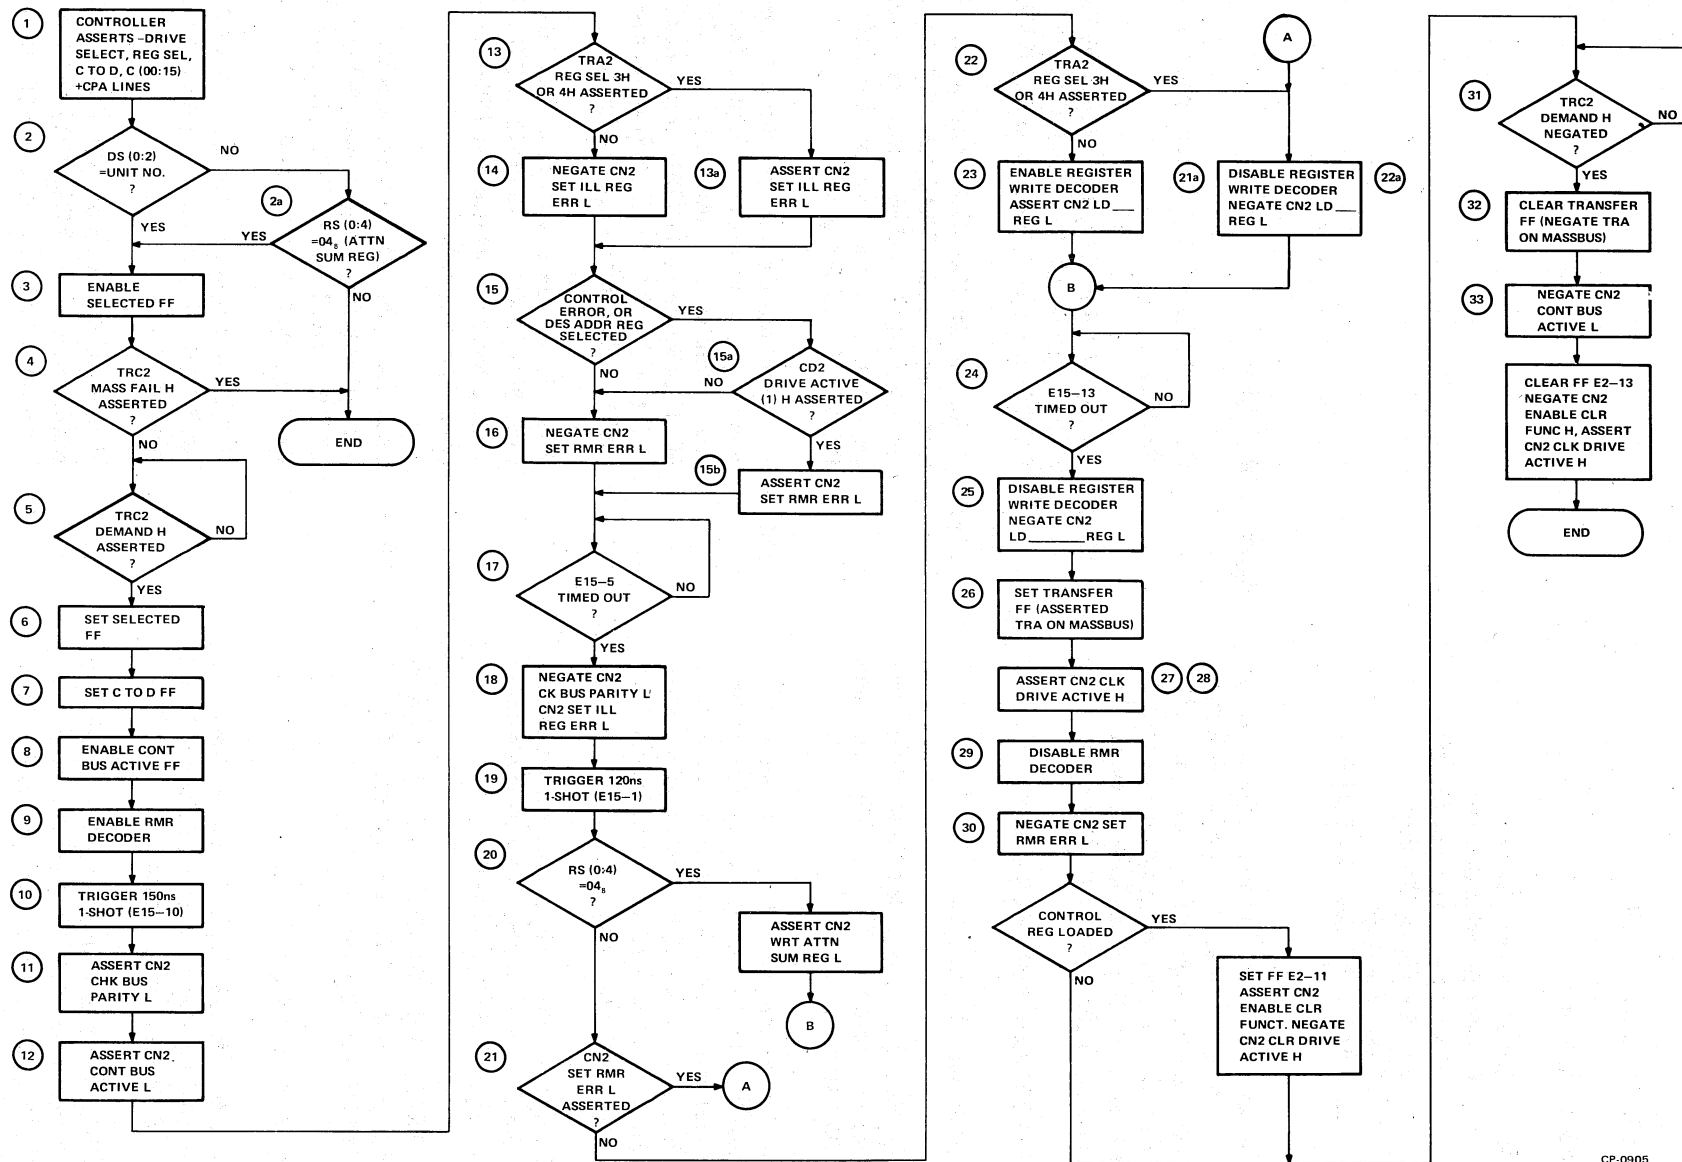 1
CONTROLLER
ASSERTS –DRIVE
SELECT, REG SEL,
C TO D, C (00:15)
+CPA LINES
2
DS (0:2)
=UNIT NO.
?
NO
YES
2a
RS (0:4)
=04₈ (ATTN
SUM REG)
?
YES
NO
3
ENABLE
SELECTED FF
4
TRC2
MASS FAIL H
ASSERTED
?
YES
NO
END
5
TRC2
DEMAND H
ASSERTED
?
NO
YES
6
SET SELECTED
FF
7
SET C TO D FF
8
ENABLE CONT
BUS ACTIVE FF
9
ENABLE RMR
DECODER
10
TRIGGER 150ns
1-SHOT (E15–10)
11
ASSERT CN2
CHK BUS
PARITY L
12
ASSERT CN2
CONT BUS
ACTIVE L
13
TRA2
REG SEL 3H
OR 4H ASSERTED
?
YES
NO
14
NEGATE CN2
SET ILL REG
ERR L
13a
ASSERT CN2
SET ILL REG
ERR L
15
CONTROL
ERROR, OR
DES ADDR REG
SELECTED
?
YES
NO
15a
CD2
DRIVE ACTIVE
(1) H ASSERTED
?
NO
YES
16
NEGATE CN2
SET RMR ERR L
15b
ASSERT CN2
SET RMR ERR L
17
E15–5
TIMED OUT
?
NO
YES
18
NEGATE CN2
CK BUS PARITY L
CN2 SET ILL
REG ERR L
19
TRIGGER 120ns
1-SHOT (E15–1)
20
RS (0:4)
=04₈
?
YES
NO
ASSERT CN2
WRT ATTN
SUM REG L
B
21
CN2
SET RMR
ERR L
ASSERTED
?
YES
A
NO
22
TRA2
REG SEL 3H
OR 4H ASSERTED
?
YES
NO
A
23
ENABLE REGISTER
WRITE DECODER
ASSERT CN2 LD___
REG L
21a
DISABLE REGISTER
WRITE DECODER
NEGATE CN2 LD___
REG L
22a
B
24
E15–13
TIMED OUT
?
NO
YES
25
DISABLE REGISTER
WRITE DECODER
NEGATE CN2
LD________REG L
26
SET TRANSFER
FF (ASSERTED
TRA ON MASSBUS)
ASSERT CN2 CLK
DRIVE ACTIVE H
27 28
29
DISABLE RMR
DECODER
30
NEGATE CN2 SET
RMR ERR L
CONTROL
REG LOADED
?
YES
NO
SET FF E2–11
ASSERT CN2
ENABLE CLR
FUNCT. NEGATE
CN2 CLR DRIVE
ACTIVE H
31
TRC2
DEMAND H
NEGATED
?
NO
YES
32
CLEAR TRANSFER
FF (NEGATE TRA
ON MASSBUS)
33
NEGATE CN2
CONT BUS
ACTIVE L
CLEAR FF E2–13
NEGATE CN2
ENABLE CLR
FUNC H, ASSERT
CN2 CLK DRIVE
ACTIVE H
END
CP-0905